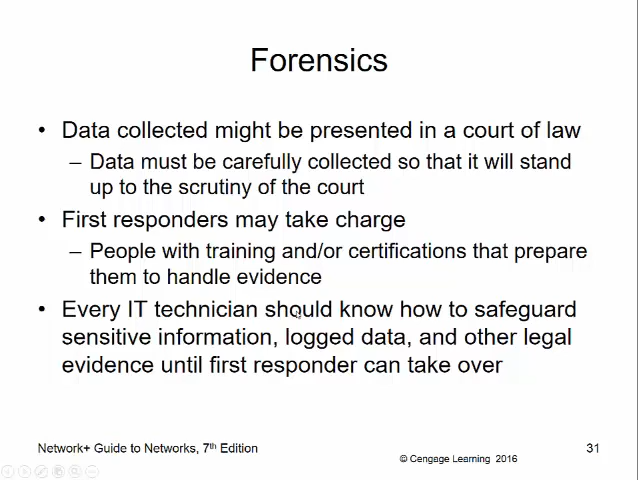 Forensics
• Data collected might be presented in a court of law
– Data must be carefully collected so that it will stand
up to the scrutiny of the court
• First responders may take charge
– People with training and/or certifications that prepare
them to handle evidence
• Every IT technician should know how to safeguard
sensitive information, logged data, and other legal
evidence until first responder can take over
Network+ Guide to Networks, 7th Edition
© Cengage Learning 2016
31